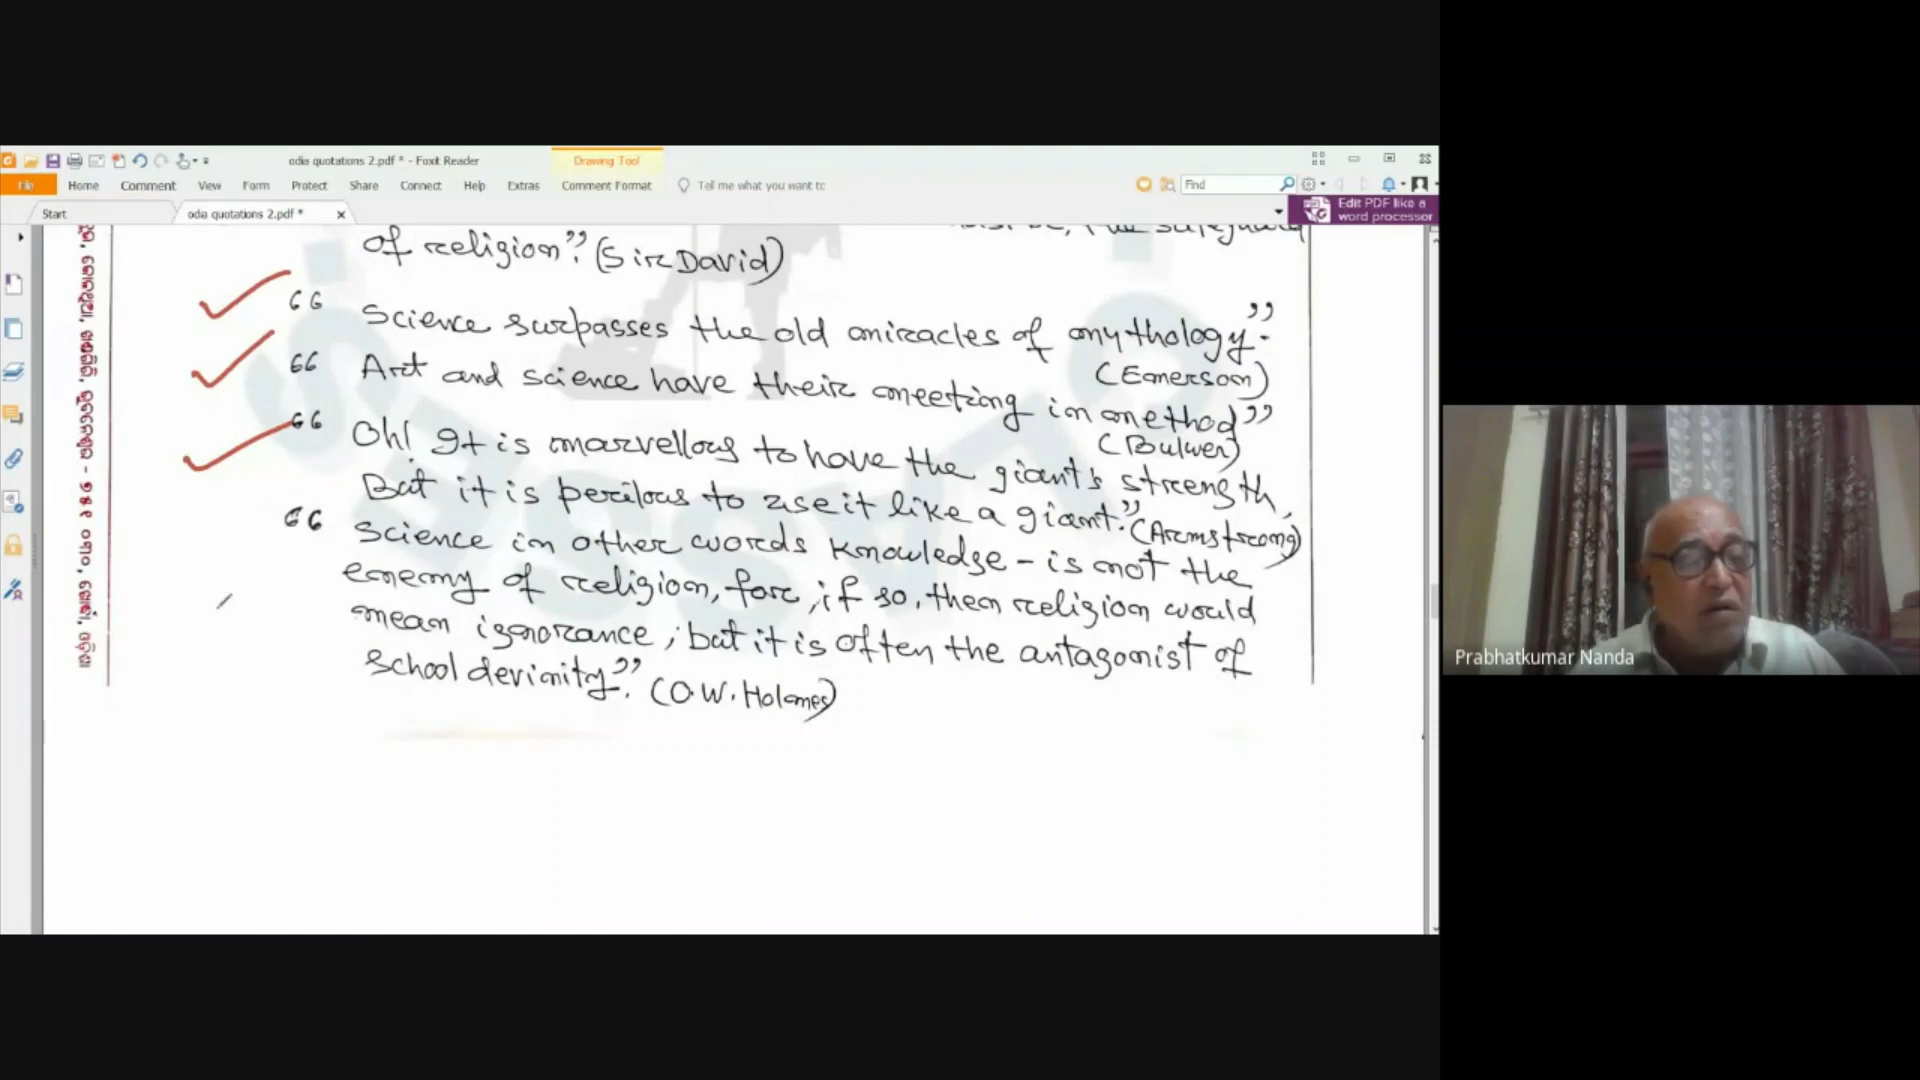 odia quotations 2.pdf * - Foxit Reader
Drawing Tool
File Home Comment View Form Protect Share Connect Help Extras Comment Format Tell me what you want to Find
Start odia quotations 2.pdf *
Edit PDF like a
word processor
of religion". (Sir David)
"Science surpasses the old miracles of mythology."
(Emerson)
"Art and science have their meeting in method"
(Bulwer)
"Oh! It is marvellous to have the giant's strength,
But it is perilous to use it like a giant." (Armstrong)
"Science in other words knowledge – is not the
enemy of religion, for, if so, then religion would
mean ignorance, but it is often the antagonist of
school devinity". (O.W. Holmes)
Prabhatkumar Nanda